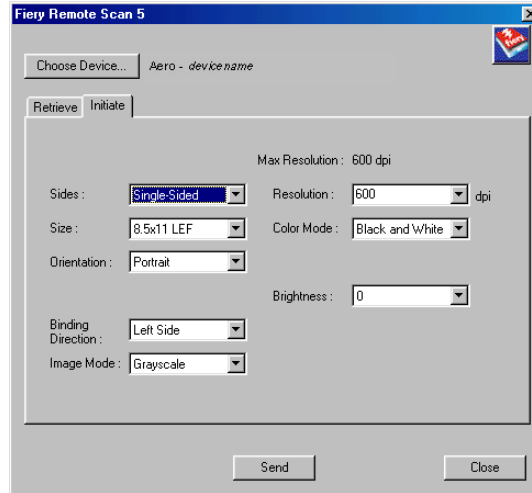 Fiery Remote Scan 5
fiery
Choose Device... Aero - devicename
Retrieve Initiate
Max Resolution : 600 dpi
Sides : Single-Sided Resolution : 600 dpi
Size : 8.5x11 LEF Color Mode : Black and White
Orientation : Portrait
Brightness : 0
Binding
Direction : Left Side
Image Mode : Grayscale
Send Close